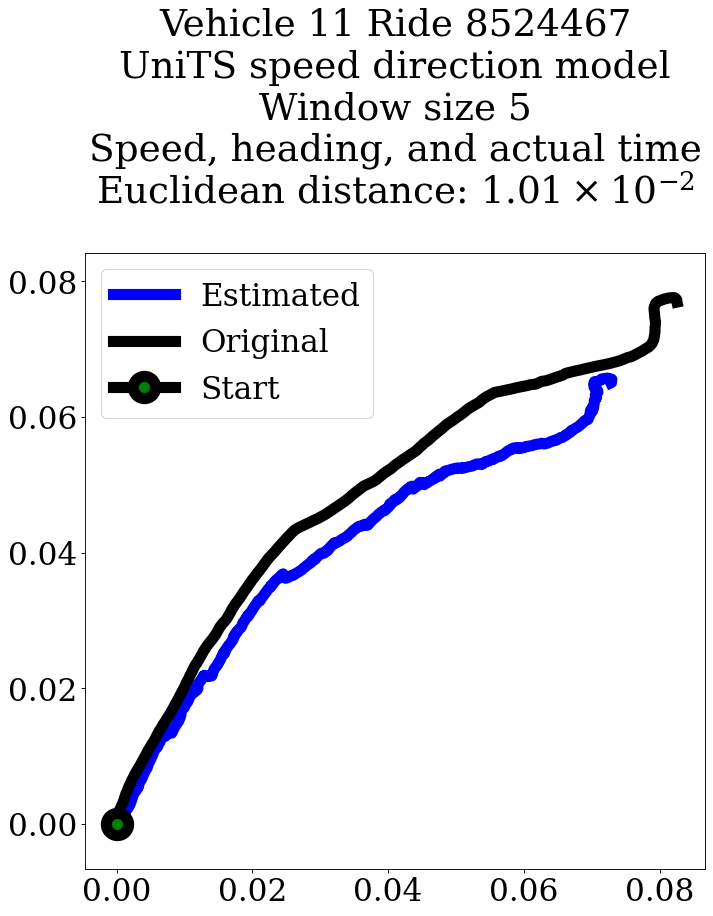 Vehicle 11 Ride 8524467
UniTS speed direction model
Window size 5
Speed, heading, and actual time
Euclidean distance: 1.01 × 10⁻²
Estimated
Original
Start
0.08
0.06
0.04
0.02
0.00
0.00 0.02 0.04 0.06 0.08